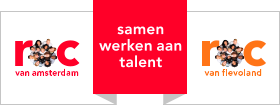 roc
van amsterdam
samen
werken aan
talent
roc
van flevoland